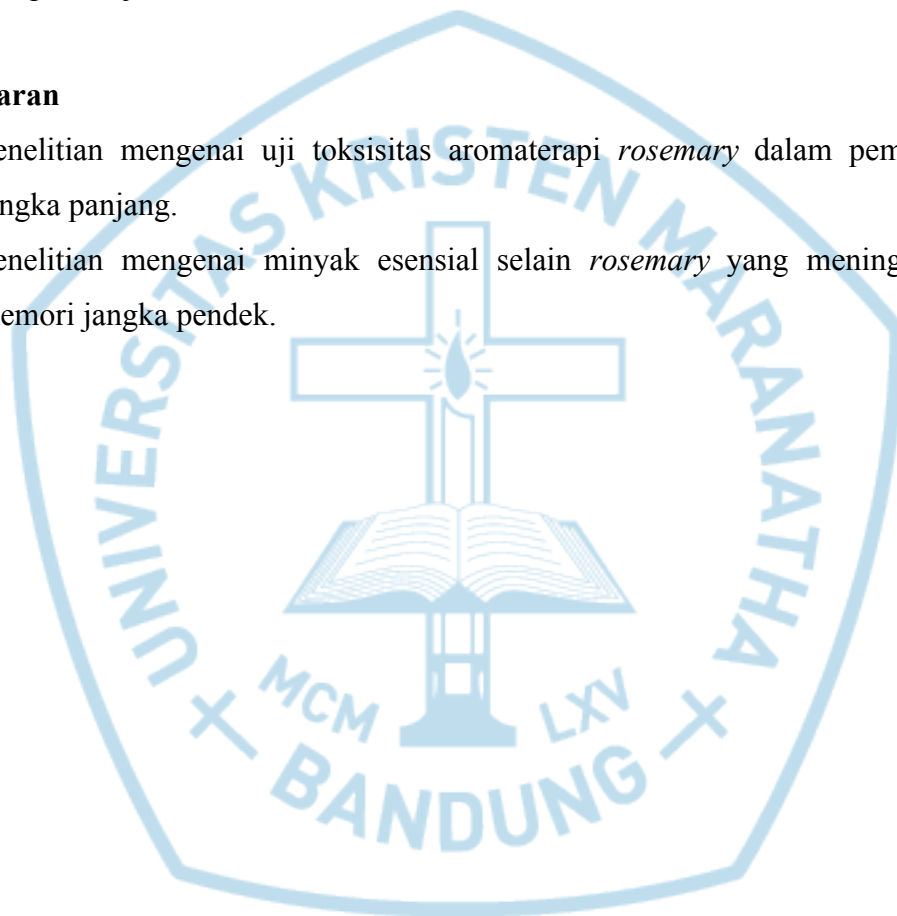 aran
enelitian mengenai uji toksisitas aromaterapi rosemary dalam pem
ngka panjang.
enelitian mengenai minyak esensial selain rosemary yang mening
emori jangka pendek.
UNIVERSITAS KRISTEN MARANATHA
MCM LXV
BANDUNG